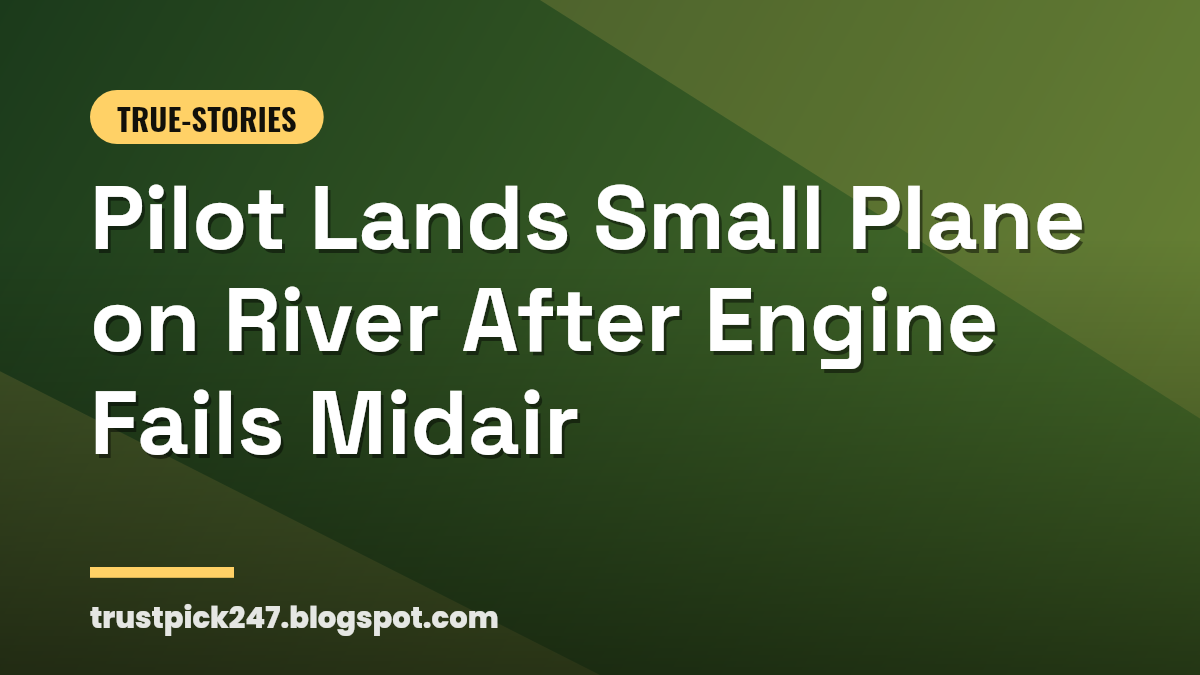 TRUE-STORIES
Pilot Lands Small Plane
on River After Engine
Fails Midair
trustpick247.blogspot.com